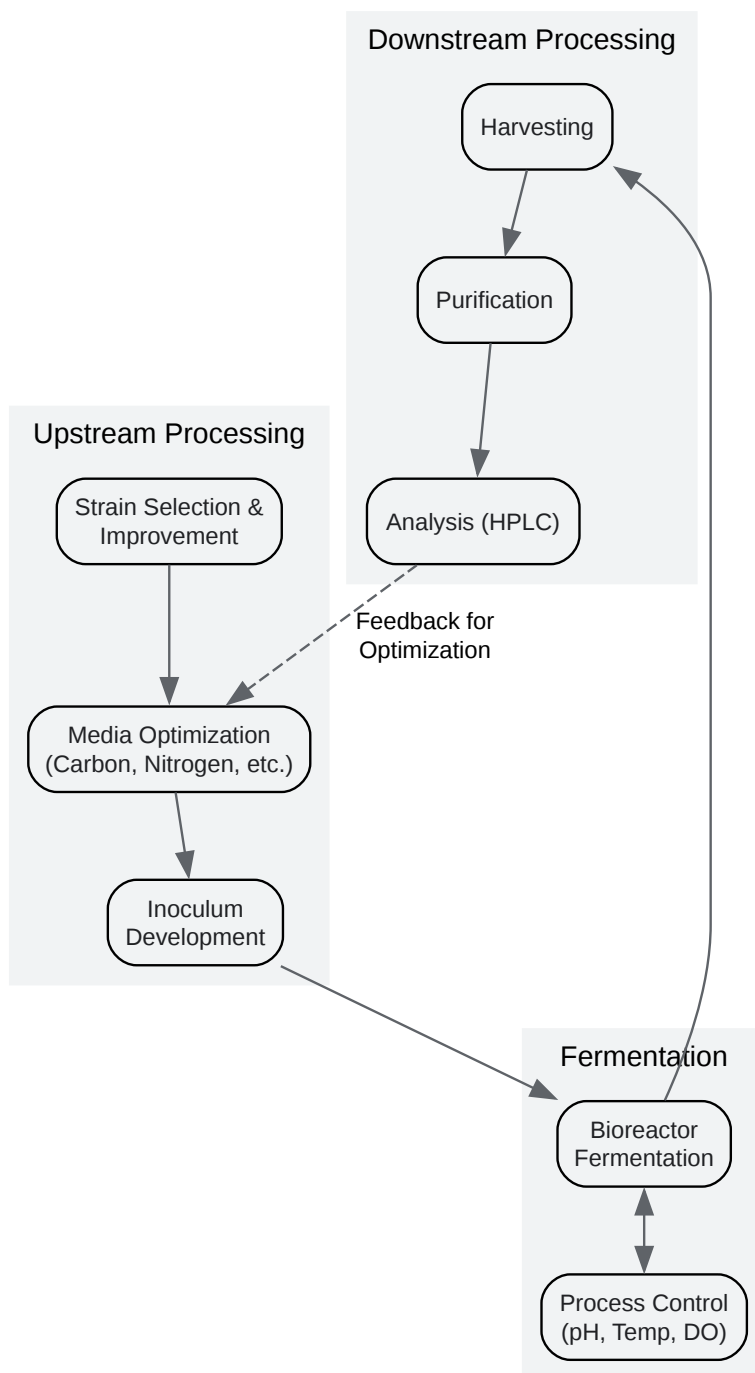 Downstream Processing
Harvesting
Purification
Analysis (HPLC)
Upstream Processing
Strain Selection &
Improvement
Feedback for
Optimization
Media Optimization
(Carbon, Nitrogen, etc.)
Inoculum
Development
Fermentation
Bioreactor
Fermentation
Process Control
(pH, Temp, DO)